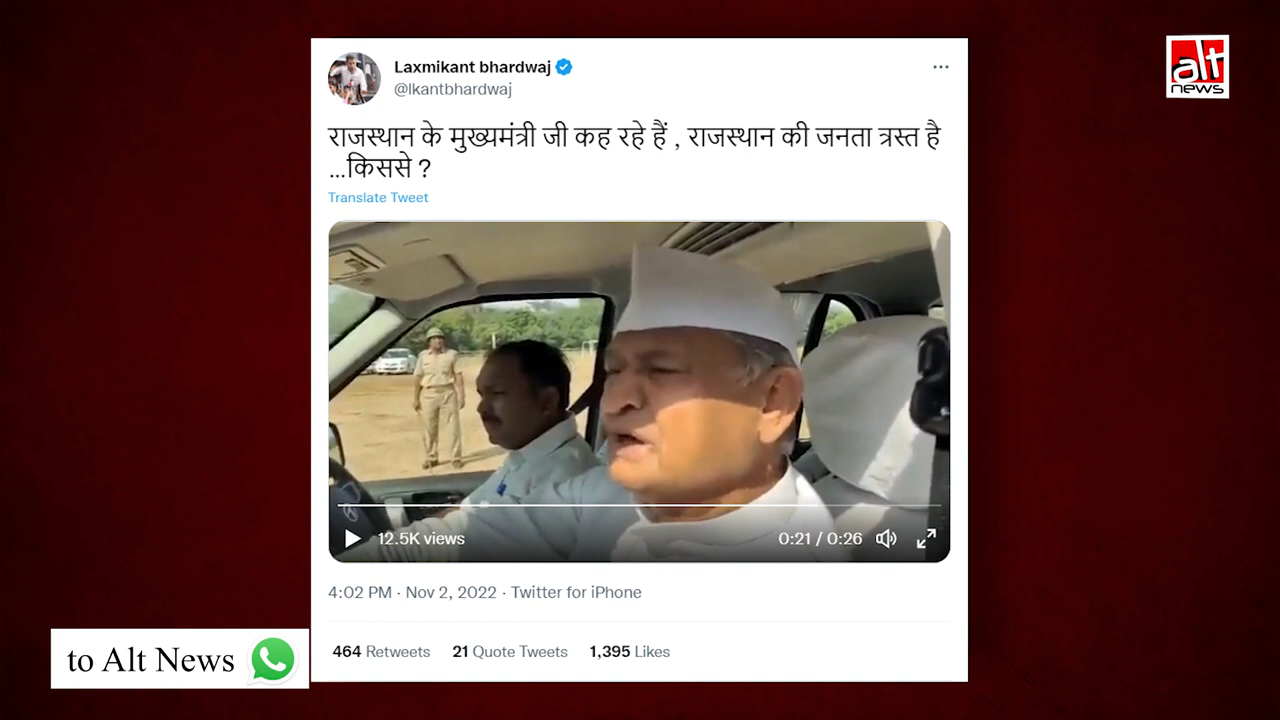 Laxmikant bhardwaj
@lkantbhardwaj
alt
news
राजस्थान के मुख्यमंत्री जी कह रहे हैं , राजस्थान की जनता त्रस्त है
...किससे ?
Translate Tweet
12.5K views
0:21 / 0:26
4:02 PM · Nov 2, 2022 · Twitter for iPhone
464 Retweets 21 Quote Tweets 1,395 Likes
to Alt News